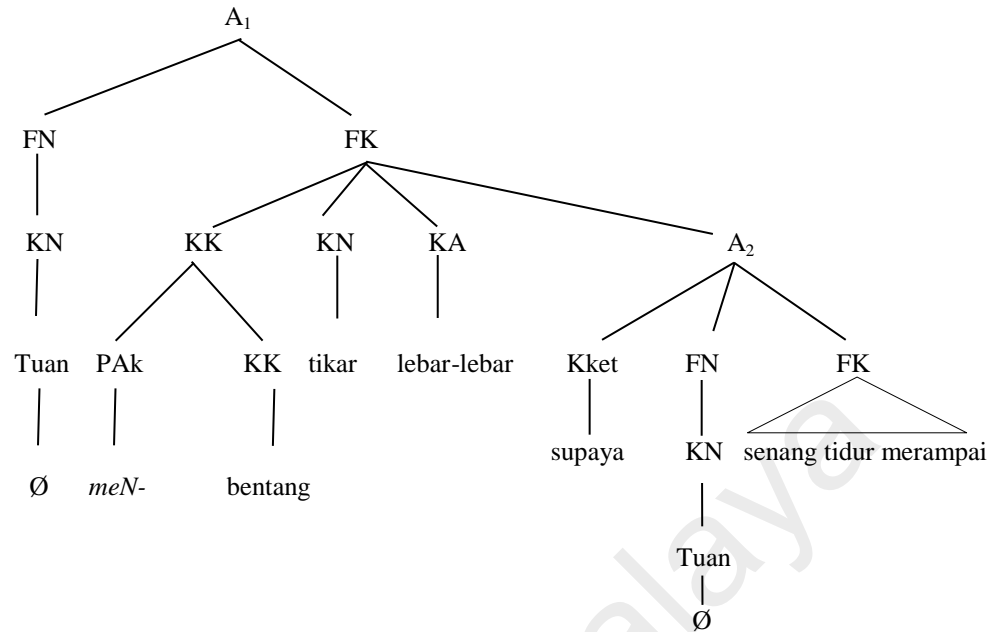 A₁
FN FK
KN KK KN KA A₂
Tuan PAk KK tikar lebar-lebar Kket FN FK
supaya KN senang tidur merampai
Ø meN- bentang
Tuan
Ø
alaya